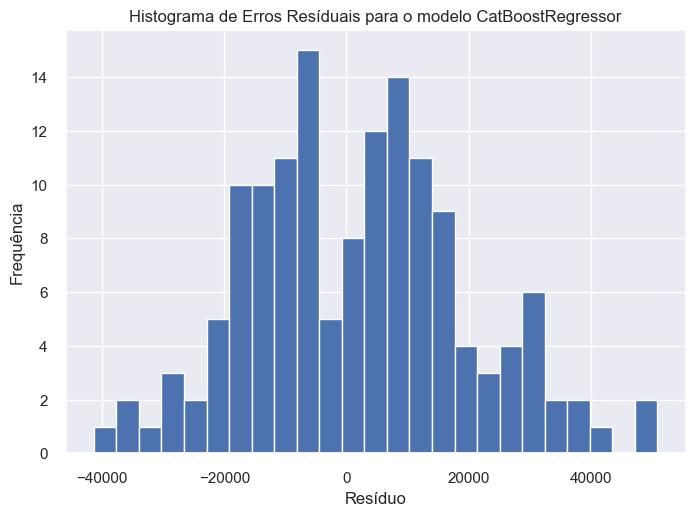 Histograma de Erros Resíduais para o modelo CatBoostRegressor
14
12
10
8
6
4
2
0
Frequência
−40000 −20000 0 20000 40000
Resíduo